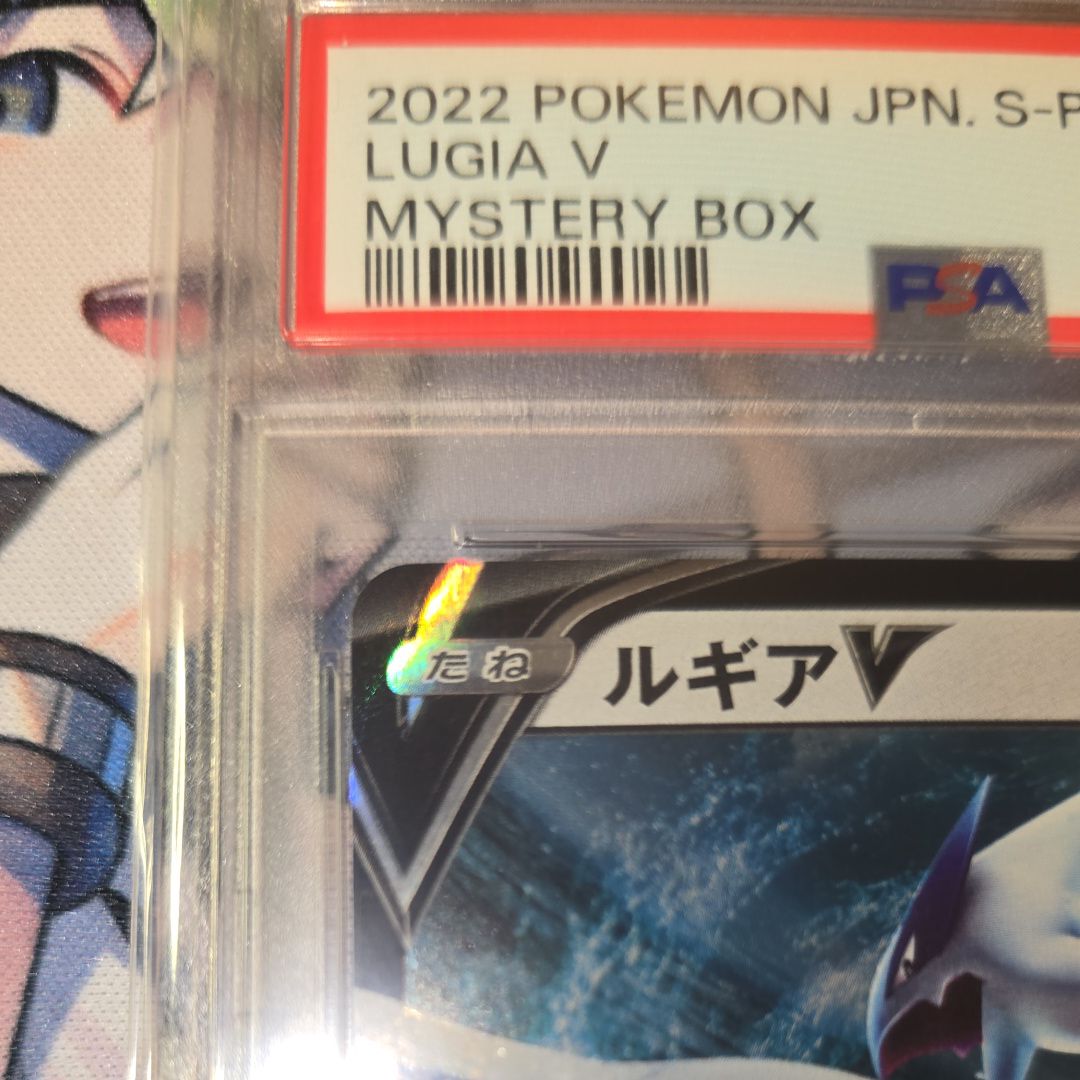 2022 POKEMON JPN. S-P
LUGIA V
MYSTERY BOX
PSA
たね
ルギアV